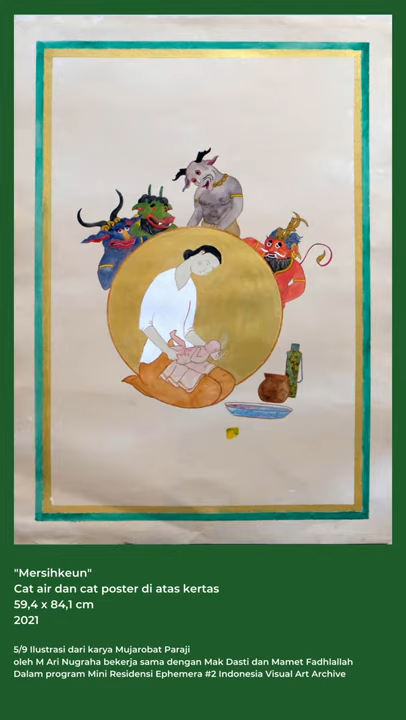 "Mersihkeun"
Cat air dan cat poster di atas kertas
59,4 x 84,1 cm
2021
5/9 Ilustrasi dari karya Mujarobat Paraji
oleh M Ari Nugraha bekerja sama dengan Mak Dasti dan Mamet Fadhlallah
Dalam program Mini Residensi Ephemera #2 Indonesia Visual Art Archive